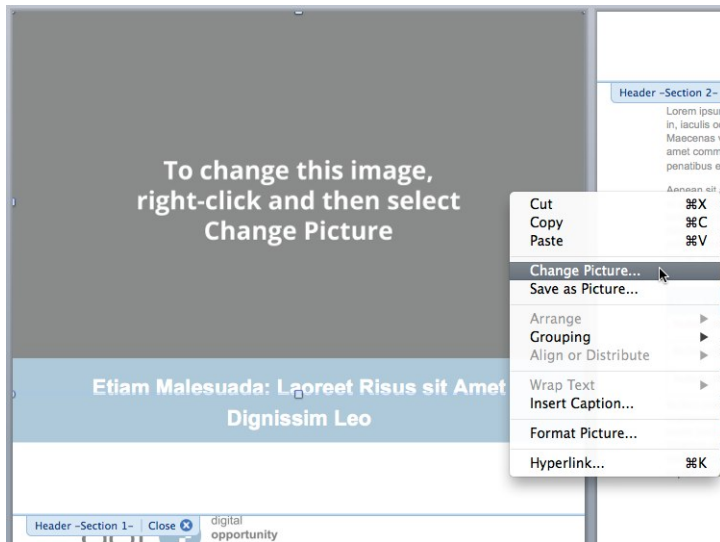 To change this image,
right-click and then select
Change Picture
Etiam Malesuada: Laoreet Risus sit Amet
Dignissim Leo
Header -Section 1-
Close
digital
opportunity
Header -Section 2-
Lorem
in, iaculis
Maecenas
amet
penatibus
Aenean sit
Cut ⌘X
Copy ⌘C
Paste ⌘V
Change Picture...
Save as Picture...
Arrange
Grouping
Align or Distribute
Wrap Text
Insert Caption...
Format Picture...
Hyperlink... ⌘K